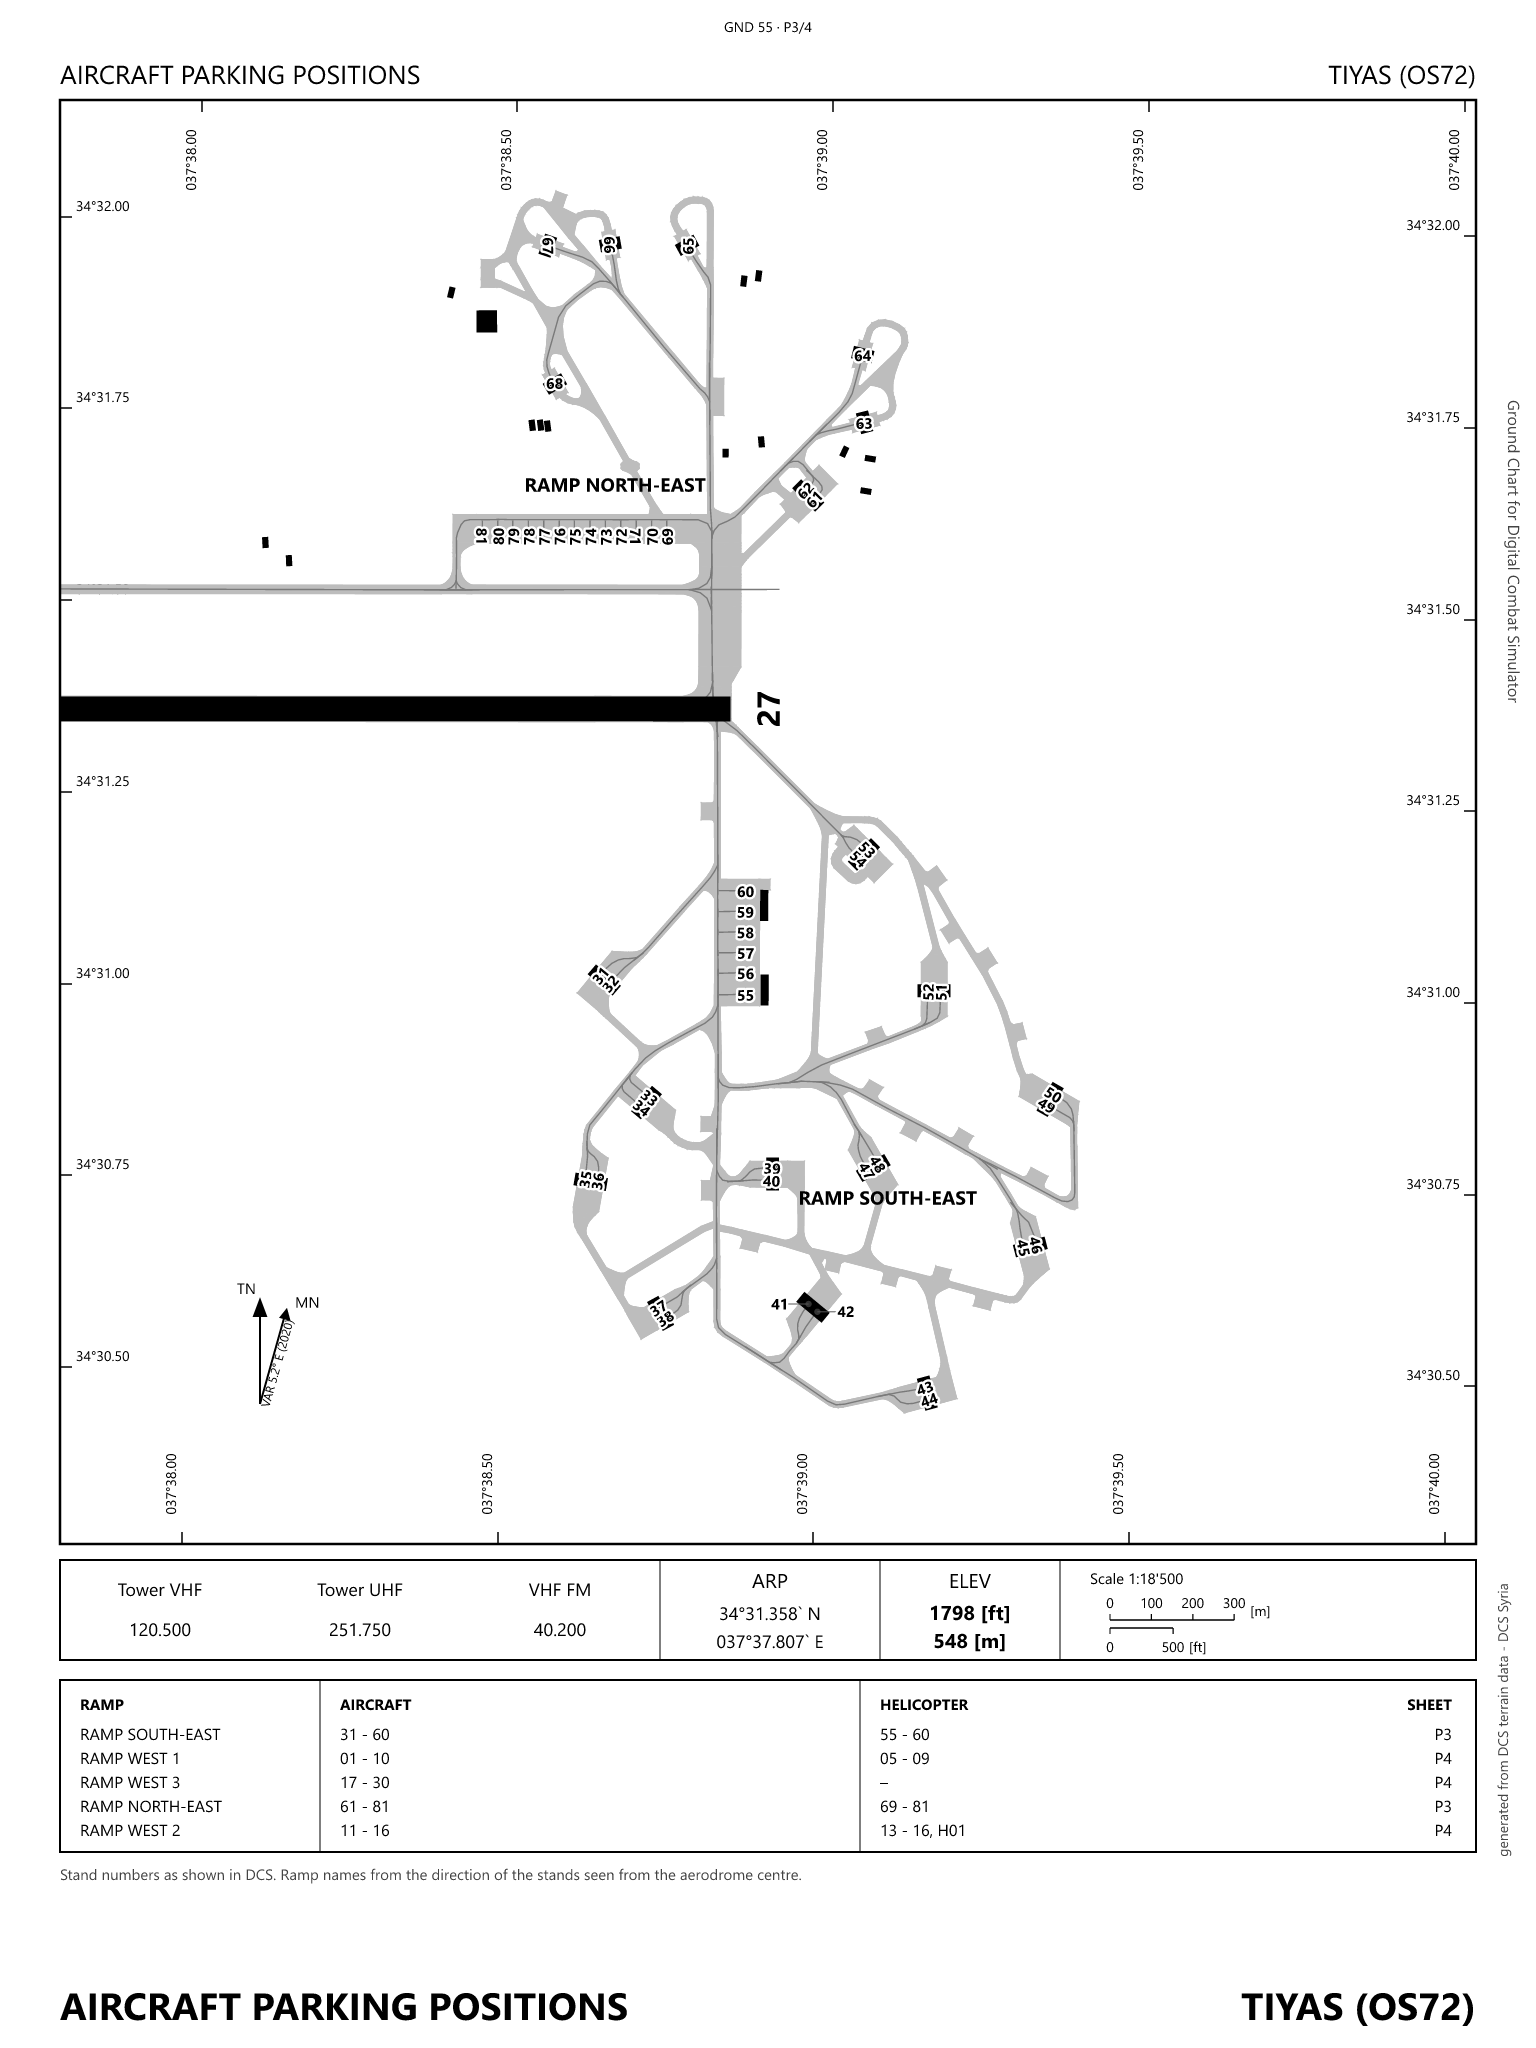 GND 55 · P3/4
AIRCRAFT PARKING POSITIONS
TIYAS (OS72)
037°38.00
037°38.50
037°39.00
037°39.50
037°40.00
34°32.00
34°32.00
67
66
65
64
34°31.75
34°31.75
68
63
62
61
RAMP NORTH-EAST
81
80
79
78
77
76
75
74
73
72
71
70
69
34°31.50
27
34°31.25
34°31.25
53
54
60
59
58
57
56
55
34°31.00
34°31.00
31
32
52
51
33
34
50
49
34°30.75
34°30.75
35
36
39
40
47
48
RAMP SOUTH-EAST
45
46
37
38
41
42
TN
MN
VAR 5.2° E (2020)
34°30.50
34°30.50
43
44
037°38.00
037°38.50
037°39.00
037°39.50
037°40.00
Ground Chart for Digital Combat Simulator
Tower VHF
120.500
Tower UHF
251.750
VHF FM
40.200
ARP
34°31.358` N
037°37.807` E
ELEV
1798 [ft]
548 [m]
Scale 1:18'500
0 100 200 300 [m]
0 500 [ft]
RAMP AIRCRAFT HELICOPTER SHEET
RAMP SOUTH-EAST 31 - 60 55 - 60 P3
RAMP WEST 1 01 - 10 05 - 09 P4
RAMP WEST 3 17 - 30 – P4
RAMP NORTH-EAST 61 - 81 69 - 81 P3
RAMP WEST 2 11 - 16 13 - 16, H01 P4
generated from DCS terrain data - DCS Syria
Stand numbers as shown in DCS. Ramp names from the direction of the stands seen from the aerodrome centre.
AIRCRAFT PARKING POSITIONS
TIYAS (OS72)